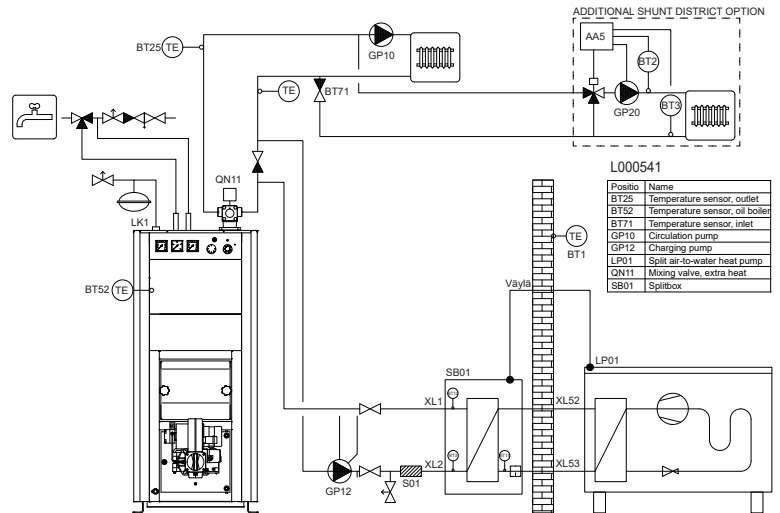 ADDITIONAL SHUNT DISTRICT OPTION
BT25
TE
GP10
AA5
BT2
TE
BT71
GP20
BT3
QN11
LK1
L000541
Positio Name
BT25 Temperature sensor, outlet
BT52 Temperature sensor, oil boiler
BT71 Temperature sensor, inlet
GP10 Circulation pump
GP12 Charging pump
LP01 Split air-to-water heat pump
QN11 Mixing valve, extra heat
SB01 Splitbox
TE
BT1
BT52
TE
Väylä
LP01
SB01
XL1
XL52
XL2
XL53
GP12
S01